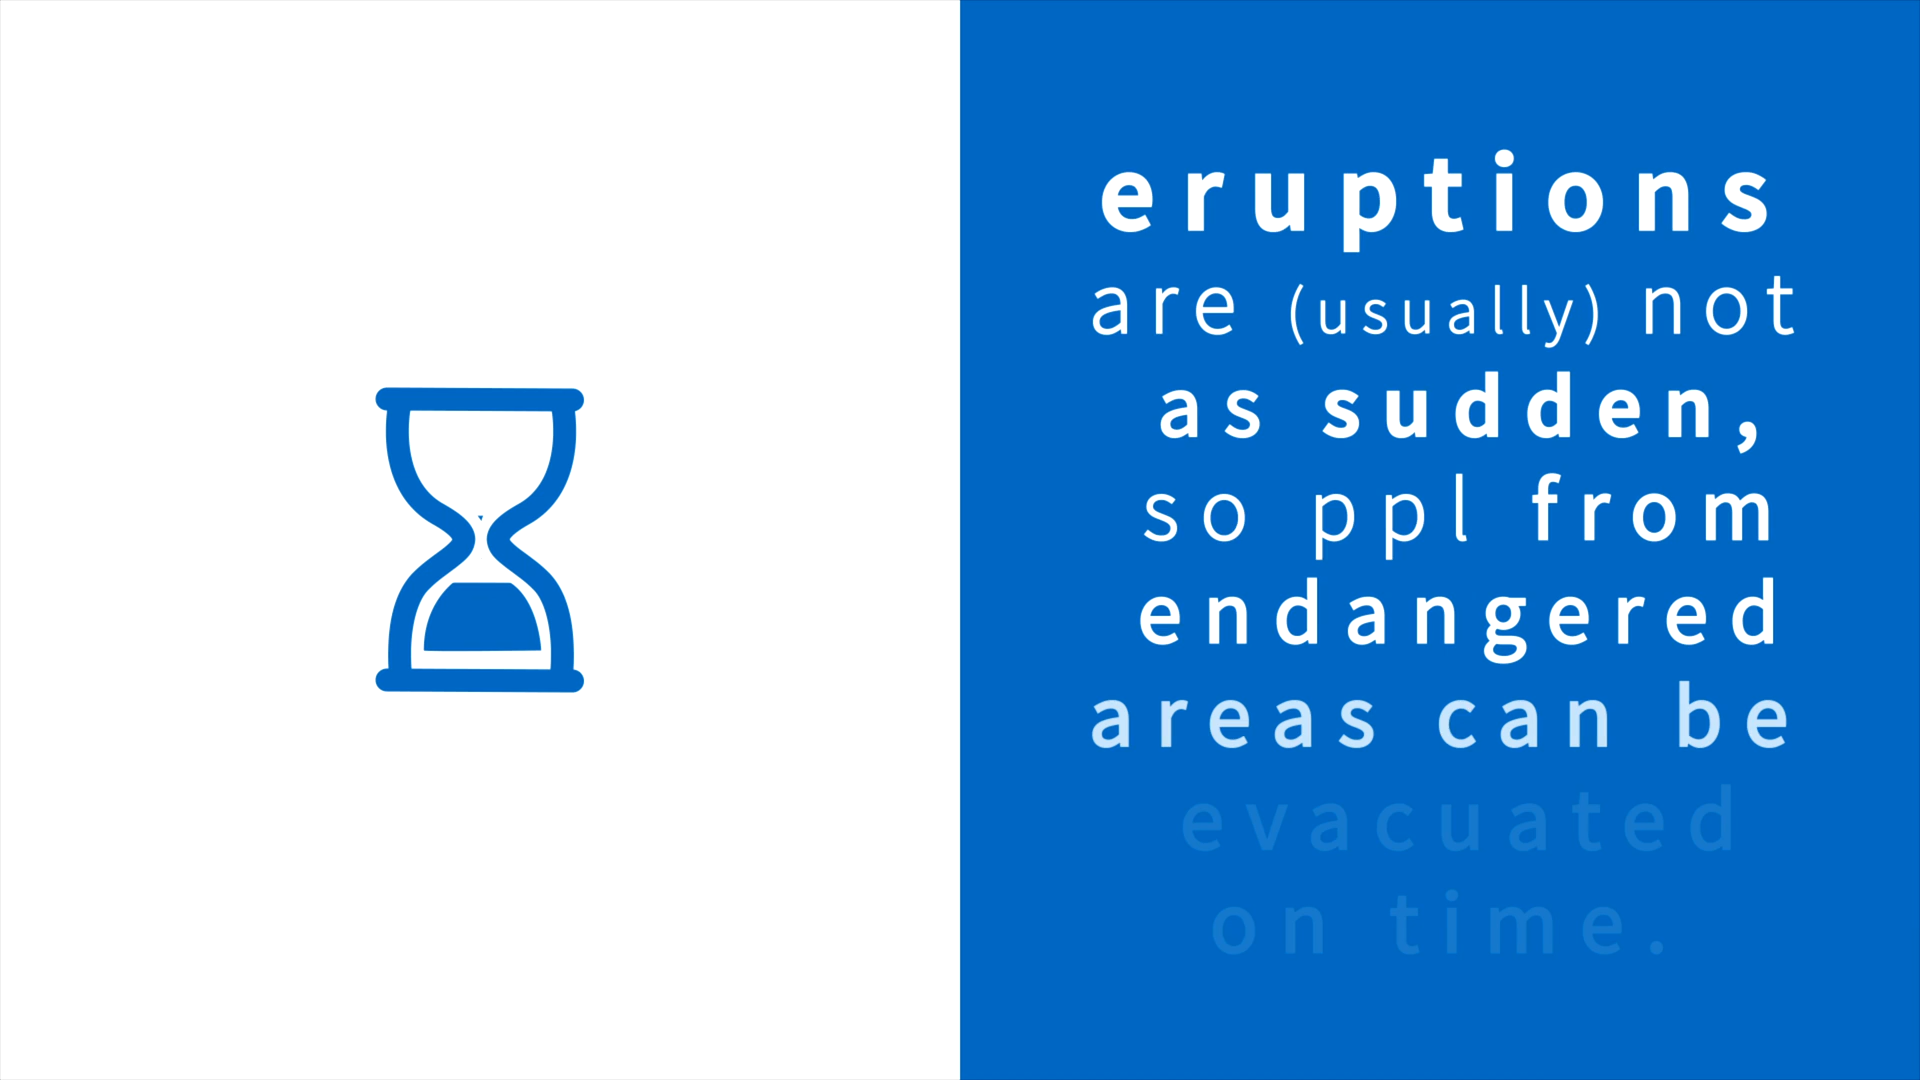 eruptions
are (usually) not
as sudden,
so ppl from
endangered
areas can be
evacuated
on time.